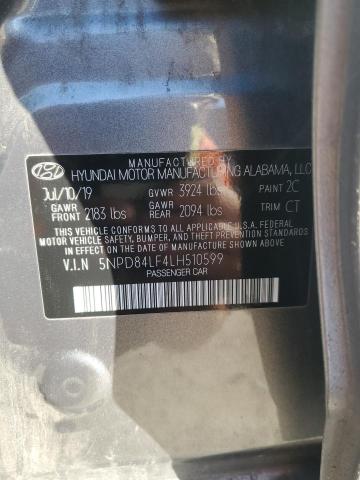 MANUFACTURED BY
HYUNDAI MOTOR MANUFACTURING ALABAMA, LLC
Jul/10/19 GVWR 3924 lbs PAINT 2C
GAWR FRONT 2183 lbs GAWR REAR 2094 lbs TRIM CT
THIS VEHICLE CONFORMS TO ALL APPLICABLE U.S.A. FEDERAL
MOTOR VEHICLE SAFETY, BUMPER, AND THEFT PREVENTION STANDARDS
IN EFFECT ON THE DATE OF MANUFACTURE SHOWN ABOVE.
V.I.N 5NPD84LF4LH510599
PASSENGER CAR